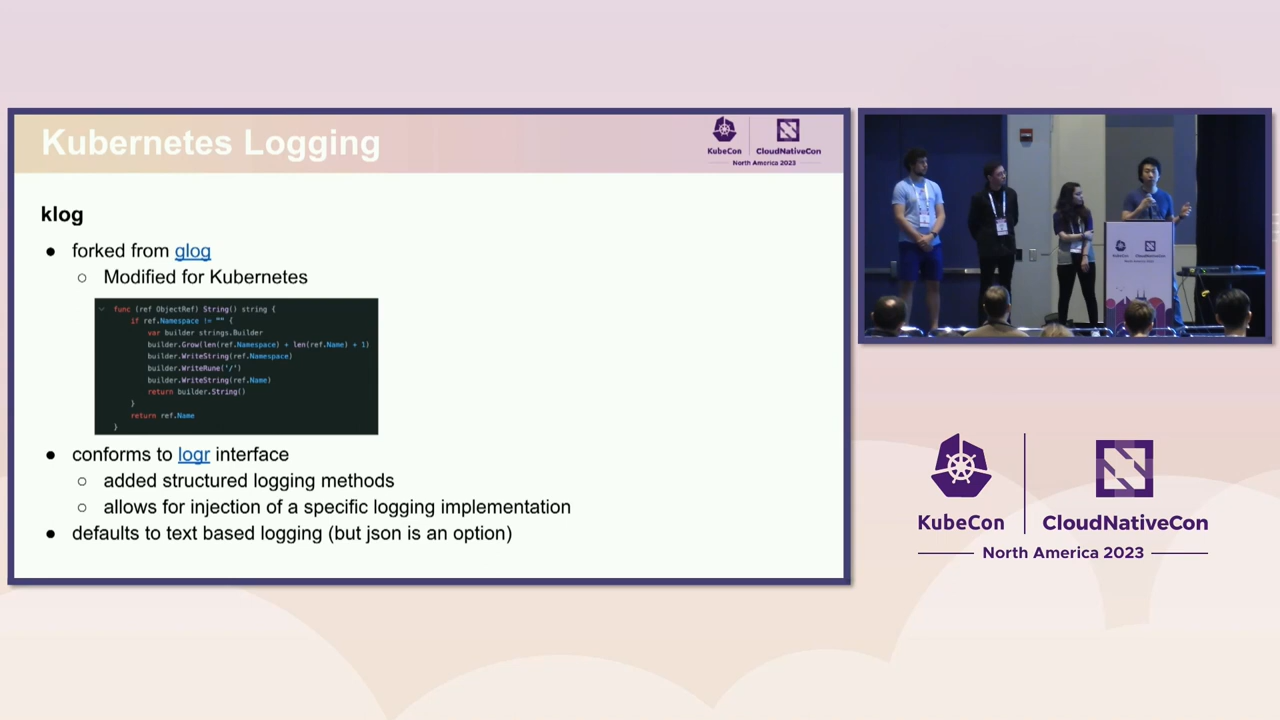 Kubernetes Logging
KubeCon
CloudNativeCon
North America 2023
klog
● forked from glog
○ Modified for Kubernetes
func (ref ObjectRef) String() string {
if ref.Namespace != "" {
var builder strings.Builder
builder.Grow(len(ref.Namespace) + len(ref.Name) + 1)
builder.WriteString(ref.Namespace)
builder.WriteRune('/')
builder.WriteString(ref.Name)
return builder.String()
}
return ref.Name
}
● conforms to logr interface
○ added structured logging methods
○ allows for injection of a specific logging implementation
● defaults to text based logging (but json is an option)
KubeCon
CloudNativeCon
North America 2023